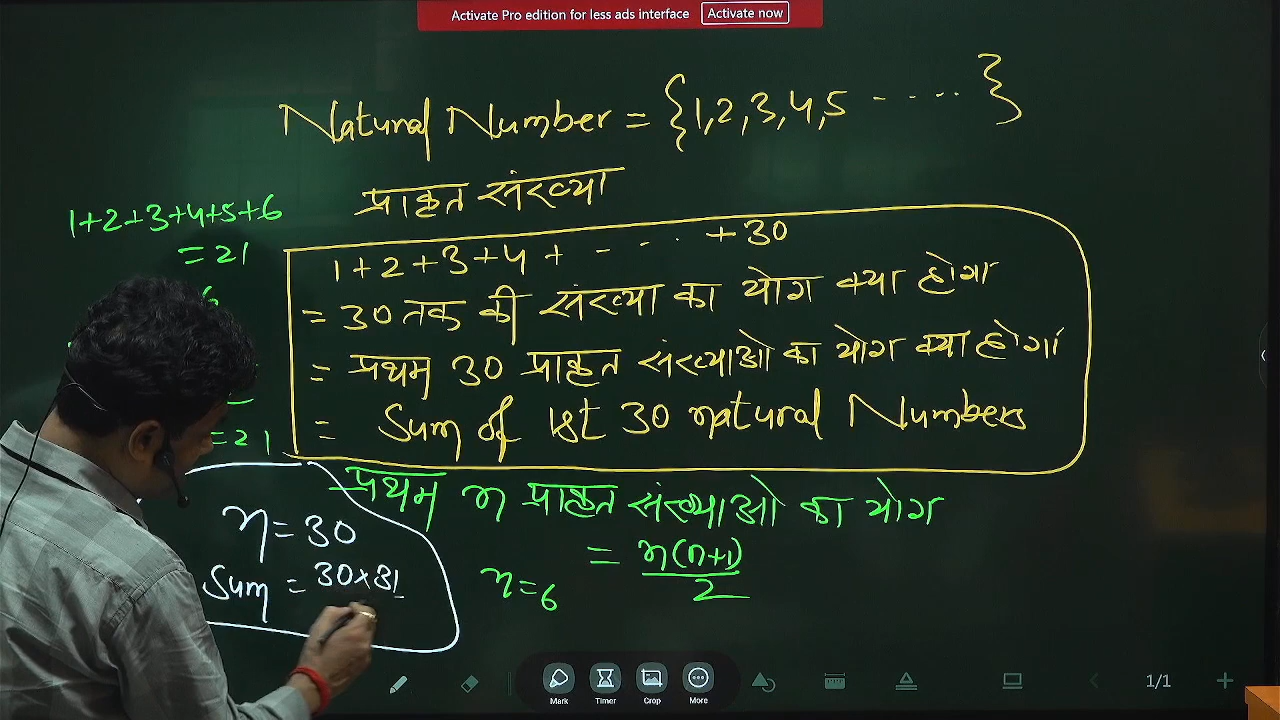 Activate Pro edition for less ads interface Activate now
Natural Number = {1,2,3,4,5 - - - - - }
प्राकृत संख्या
1+2+3+4+5+6
= 21
1+2+3+4+ - - - - +30
= 30 तक की संख्या का योग क्या होगा
= प्रथम 30 प्राकृत संख्याओ का योग क्या होगा
= Sum of 1st 30 natural Numbers
=21
प्रथम n प्राकृत संख्याओ का योग
= n(n+1)
2
n=6
n=30
Sum = 30×31
Mark Timer Crop More
1/1